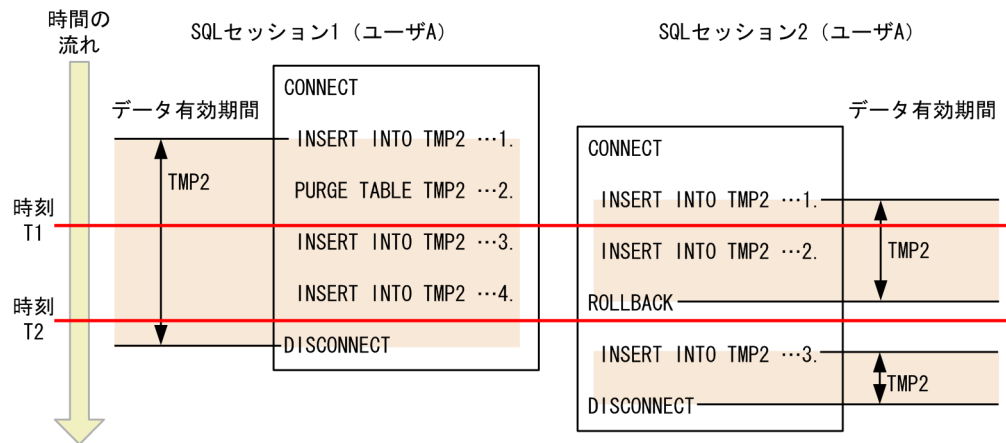 時間の
流れ
SQLセッション1（ユーザA）
SQLセッション2（ユーザA）
CONNECT
データ有効期間
データ有効期間
INSERT INTO TMP2 …1.
CONNECT
TMP2
PURGE TABLE TMP2 …2.
INSERT INTO TMP2 …1.
時刻
T1
INSERT INTO TMP2 …3.
INSERT INTO TMP2 …2.
TMP2
INSERT INTO TMP2 …4.
ROLLBACK
時刻
T2
DISCONNECT
INSERT INTO TMP2 …3.
TMP2
DISCONNECT